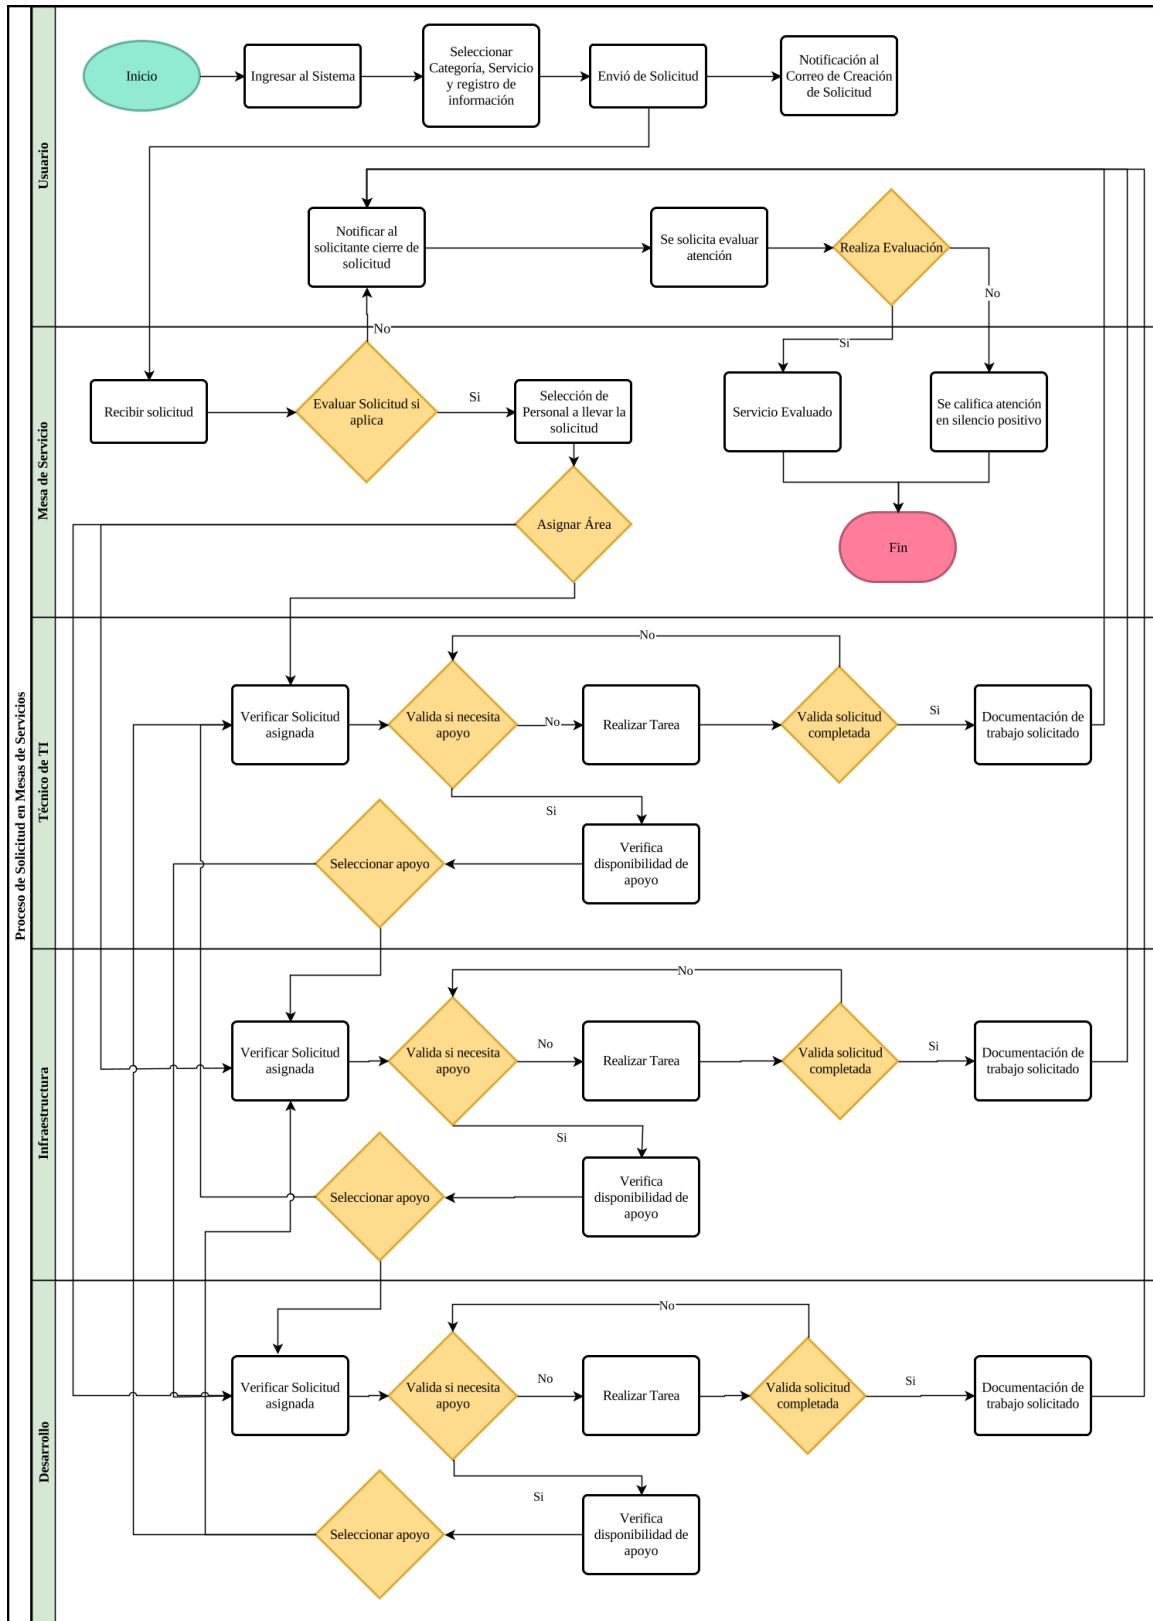 Proceso de Solicitud en Mesas de Servicios
Usuario
Inicio
Ingresar al Sistema
Seleccionar
Categoría, Servicio
y registro de
información
Envió de Solicitud
Notificación al
Correo de Creación
de Solicitud
Notificar al
solicitante cierre de
solicitud
Se solicita evaluar
atención
Realiza Evaluación
No
No
Si
Mesa de Servicio
Recibir solicitud
Evaluar Solicitud si
aplica
Si
Selección de
Personal a llevar la
solicitud
Servicio Evaluado
Se califica atención
en silencio positivo
Asignar Área
Fin
Técnico de TI
No
Verificar Solicitud
asignada
Valida si necesita
apoyo
No
Realizar Tarea
Valida solicitud
completada
Si
Documentación de
trabajo solicitado
Si
Seleccionar apoyo
Verifica
disponibilidad de
apoyo
Infraestructura
No
Verificar Solicitud
asignada
Valida si necesita
apoyo
No
Realizar Tarea
Valida solicitud
completada
Si
Documentación de
trabajo solicitado
Si
Seleccionar apoyo
Verifica
disponibilidad de
apoyo
Desarrollo
No
Verificar Solicitud
asignada
Valida si necesita
apoyo
No
Realizar Tarea
Valida solicitud
completada
Si
Documentación de
trabajo solicitado
Si
Seleccionar apoyo
Verifica
disponibilidad de
apoyo